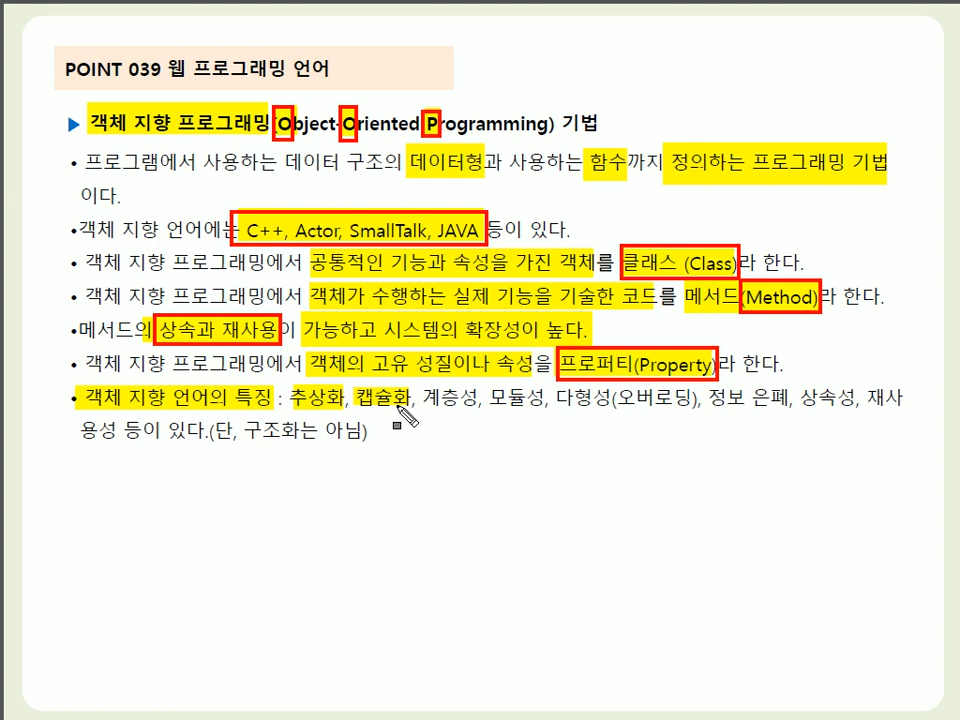 POINT 039 웹 프로그래밍 언어
▶ 객체 지향 프로그래밍(Object-Oriented Programming) 기법
• 프로그램에서 사용하는 데이터 구조의 데이터형과 사용하는 함수까지 정의하는 프로그래밍 기법
이다.
•객체 지향 언어에는 C++, Actor, SmallTalk, JAVA 등이 있다.
• 객체 지향 프로그래밍에서 공통적인 기능과 속성을 가진 객체를 클래스 (Class)라 한다.
• 객체 지향 프로그래밍에서 객체가 수행하는 실제 기능을 기술한 코드를 메서드(Method)라 한다.
•메서드의 상속과 재사용이 가능하고 시스템의 확장성이 높다.
• 객체 지향 프로그래밍에서 객체의 고유 성질이나 속성을 프로퍼티(Property)라 한다.
• 객체 지향 언어의 특징 : 추상화, 캡슐화, 계층성, 모듈성, 다형성(오버로딩), 정보 은폐, 상속성, 재사
용성 등이 있다.(단, 구조화는 아님)